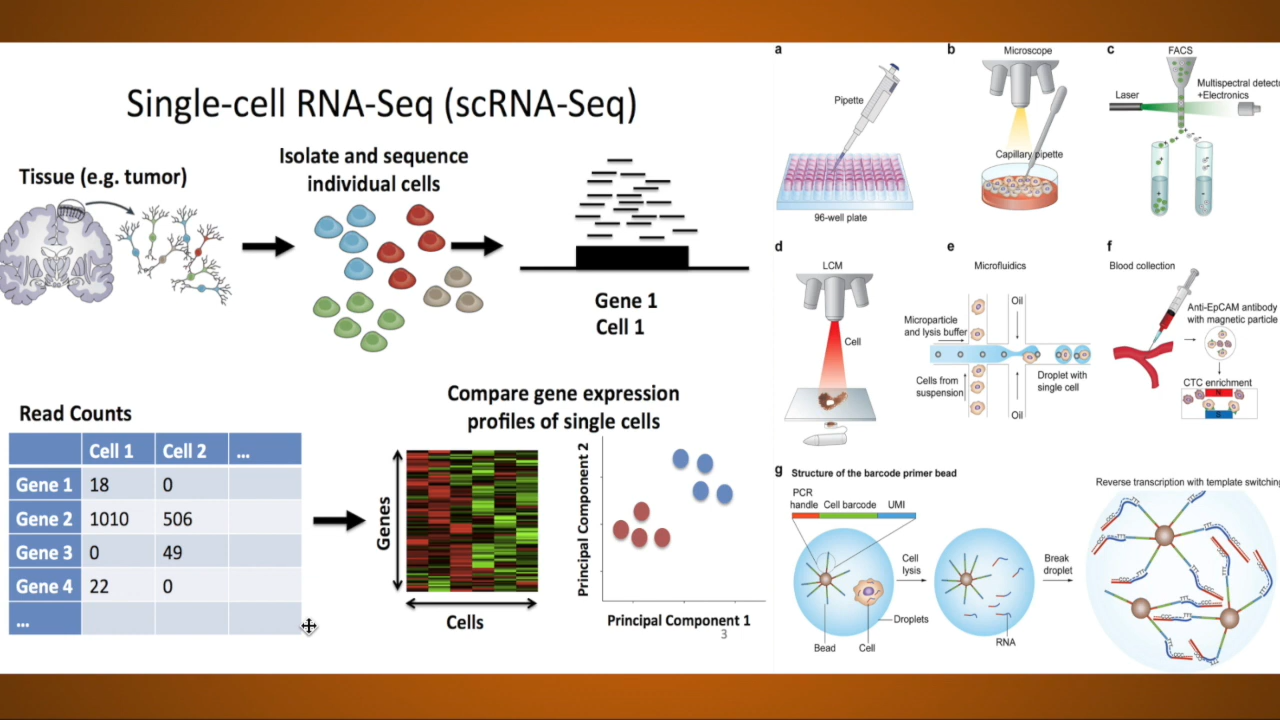 Single-cell RNA-Seq (scRNA-Seq)
Tissue (e.g. tumor)
Isolate and sequence
individual cells
Gene 1
Cell 1
Read Counts
Cell 1 Cell 2 ...
Gene 1 18 0
Gene 2 1010 506
Gene 3 0 49
Gene 4 22 0
...
Compare gene expression
profiles of single cells
Genes
Cells
Principal Component 2
Principal Component 1
3
a
Pipette
96-well plate
b
Microscope
Capillary pipette
c
FACS
Laser
Multispectral detecto
+Electronics
d
LCM
Cell
e
Microfluidics
Oil
Microparticle
and lysis buffer
Cells from
suspension
Droplet with
single cell
Oil
f
Blood collection
Anti-EpCAM antibody
with magnetic particle
CTC enrichment
g
Structure of the barcode primer bead
PCR
handle
Cell barcode
UMI
Cell
lysis
Droplets
Bead
Cell
RNA
Break
droplet
Reverse transcription with template switching